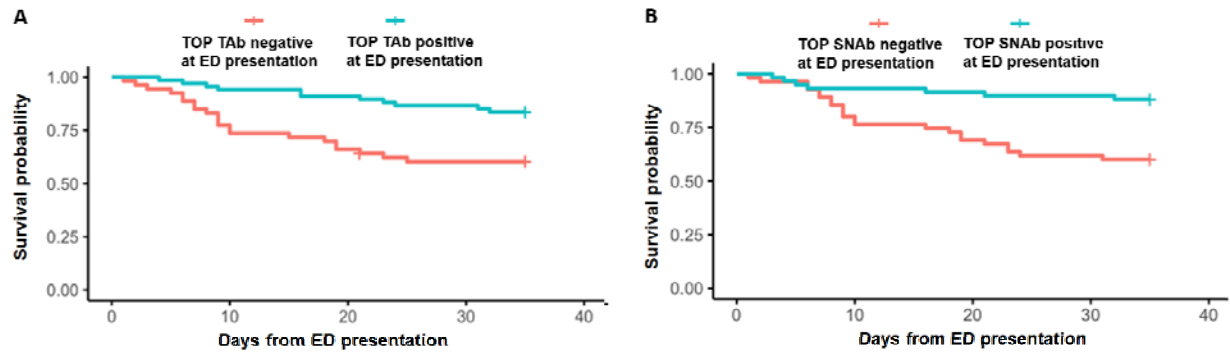 A
TOP TAb negative
at ED presentation
TOP TAb positive
at ED presentation
1.00
0.75
0.50
0.25
0.00
Survival probability
0
10
20
30
40
Days from ED presentation
B
TOP SNAb negative
at ED presentation
TOP SNAb positive
at ED presentation
1.00
0.75
0.50
0.25
0.00
Survival probability
0
10
20
30
40
Days from ED presentation